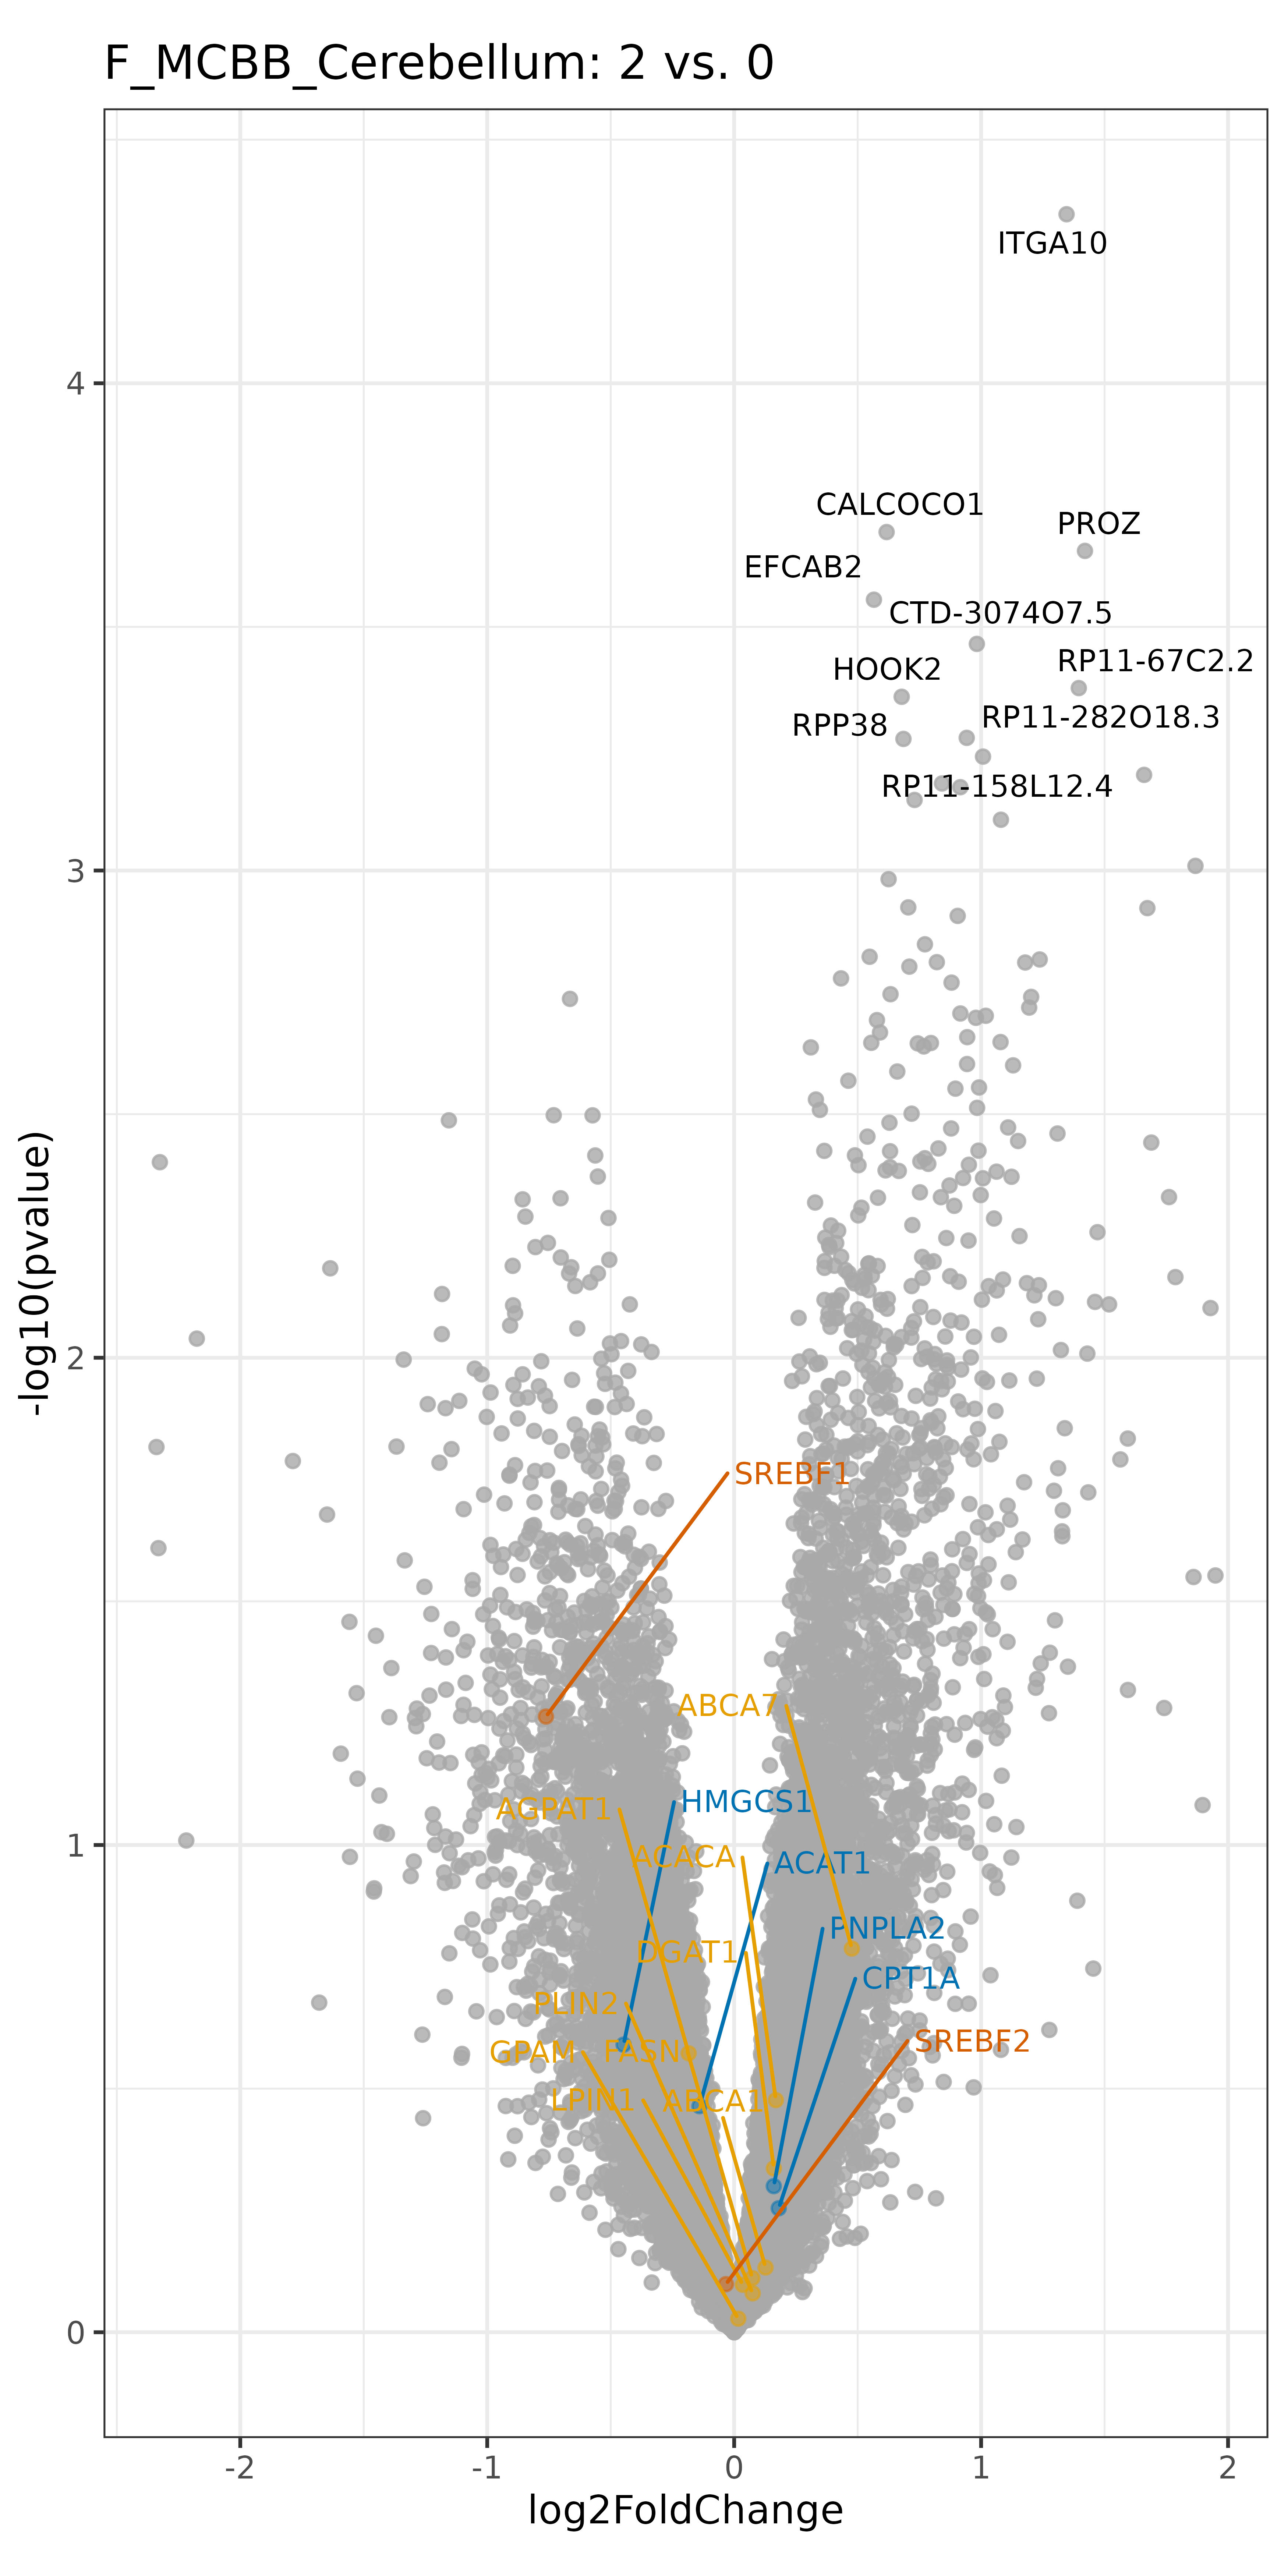 F_MCBB_Cerebellum: 2 vs. 0
ITGA10
4
CALCOCO1
PROZ
EFCAB2
CTD-3074O7.5
RP11-67C2.2
HOOK2
RP11-282O18.3
RPP38
RP11-158L12.4
3
-log10(pvalue)
2
SREBF1
ABCA7
HMGCS1
AGPAT1
1
ACACA
ACAT1
PNPLA2
DGAT1
CPT1A
PLIN2
SREBF2
GPAM
FASN
LPIN1
ABCA1
0
-2
-1
0
1
2
log2FoldChange